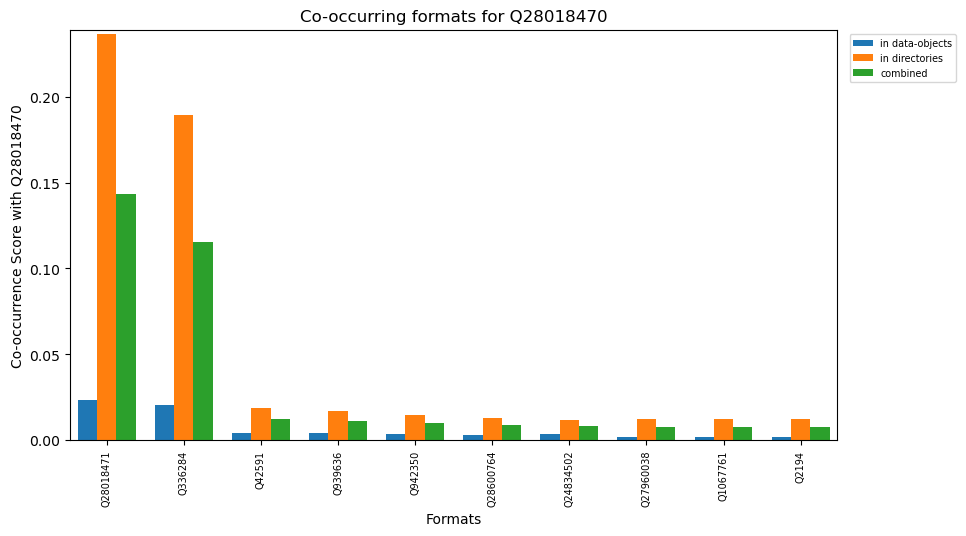 Co-occurring formats for Q28018470
in data-objects
in directories
combined
Co-occurrence Score with Q28018470
0.20
0.15
0.10
0.05
0.00
Q28018471
Q336284
Q42591
Q939636
Q942350
Q28600764
Q24834502
Q27960038
Q1067761
Q2194
Formats